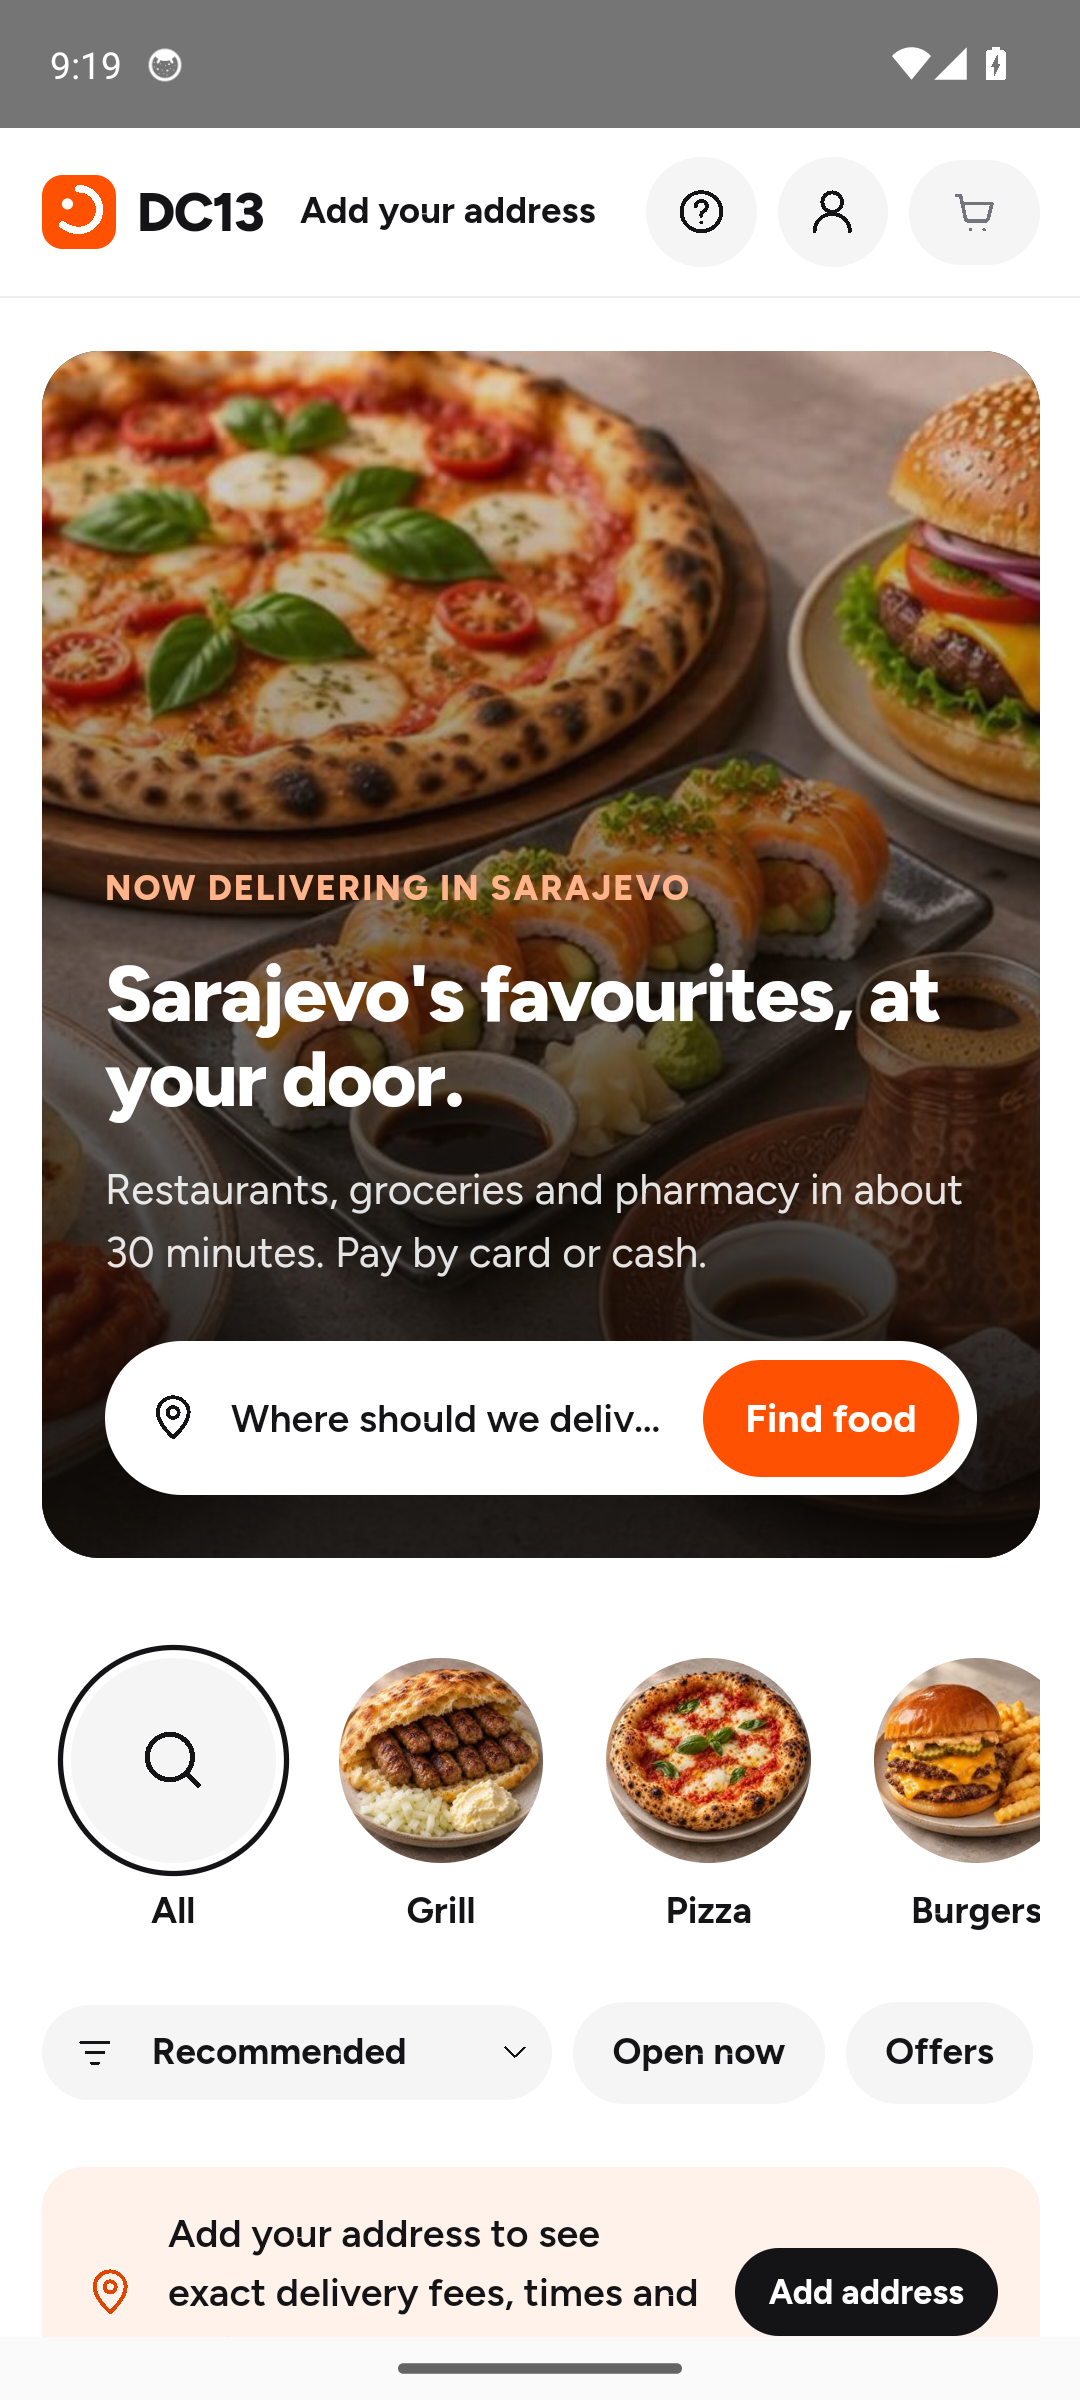 9:19
DC13
Add your address
NOW DELIVERING IN SARAJEVO
Sarajevo's favourites, at
your door.
Restaurants, groceries and pharmacy in about
30 minutes. Pay by card or cash.
Where should we deliv...
Find food
All
Grill
Pizza
Burgers
Recommended
Open now
Offers
Add your address to see
exact delivery fees, times and
Add address